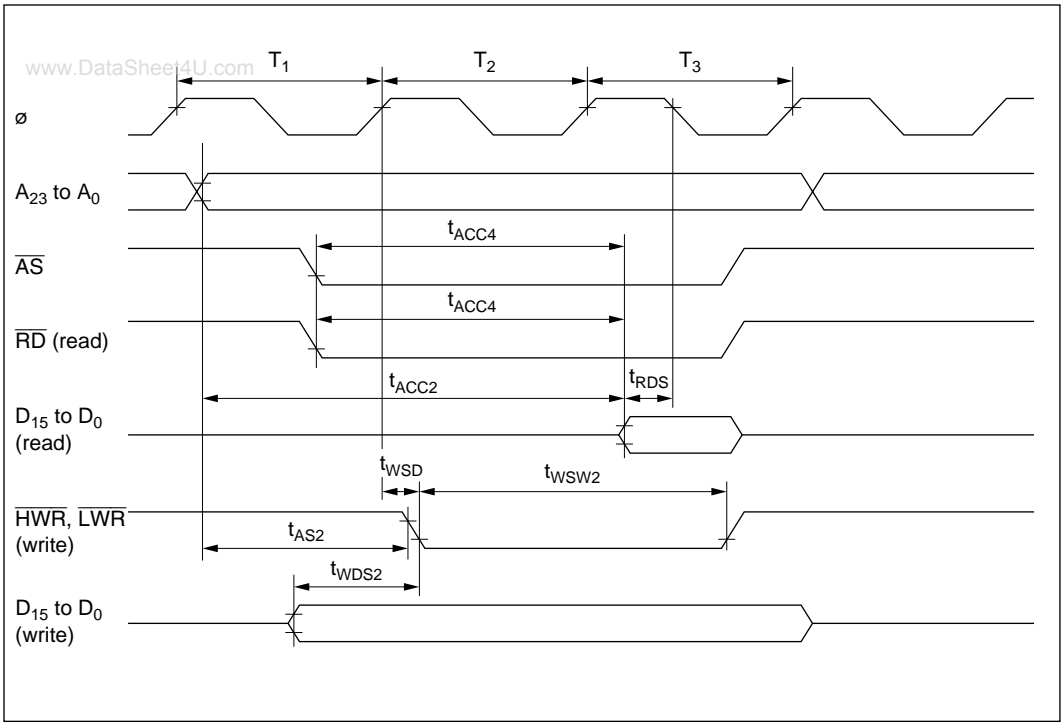 www.DataSheet4U.com
T1 T2 T3
ø
A23 to A0
tACC4
AS
tACC4
RD (read)
tACC2 tRDS
D15 to D0
(read)
tWSD tWSW2
HWR, LWR
(write)
tAS2
tWDS2
D15 to D0
(write)